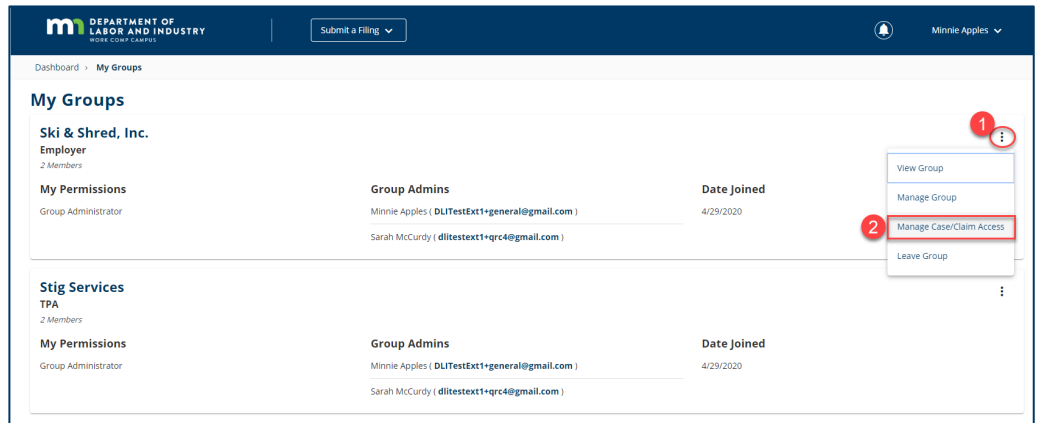 DEPARTMENT OF
LABOR AND INDUSTRY
WORK COMP CAMPUS
Submit a Filing
Minnie Apples
Dashboard › My Groups
My Groups
Ski & Shred, Inc.
Employer
2 Members
1
My Permissions
Group Admins
Date Joined
Group Administrator
Minnie Apples ( DLITestExt1+general@gmail.com )
4/29/2020
Sarah McCurdy ( dlitestext1+qrc4@gmail.com )
View Group
Manage Group
2
Manage Case/Claim Access
Leave Group
Stig Services
TPA
2 Members
My Permissions
Group Admins
Date Joined
Group Administrator
Minnie Apples ( DLITestExt1+general@gmail.com )
4/29/2020
Sarah McCurdy ( dlitestext1+qrc4@gmail.com )